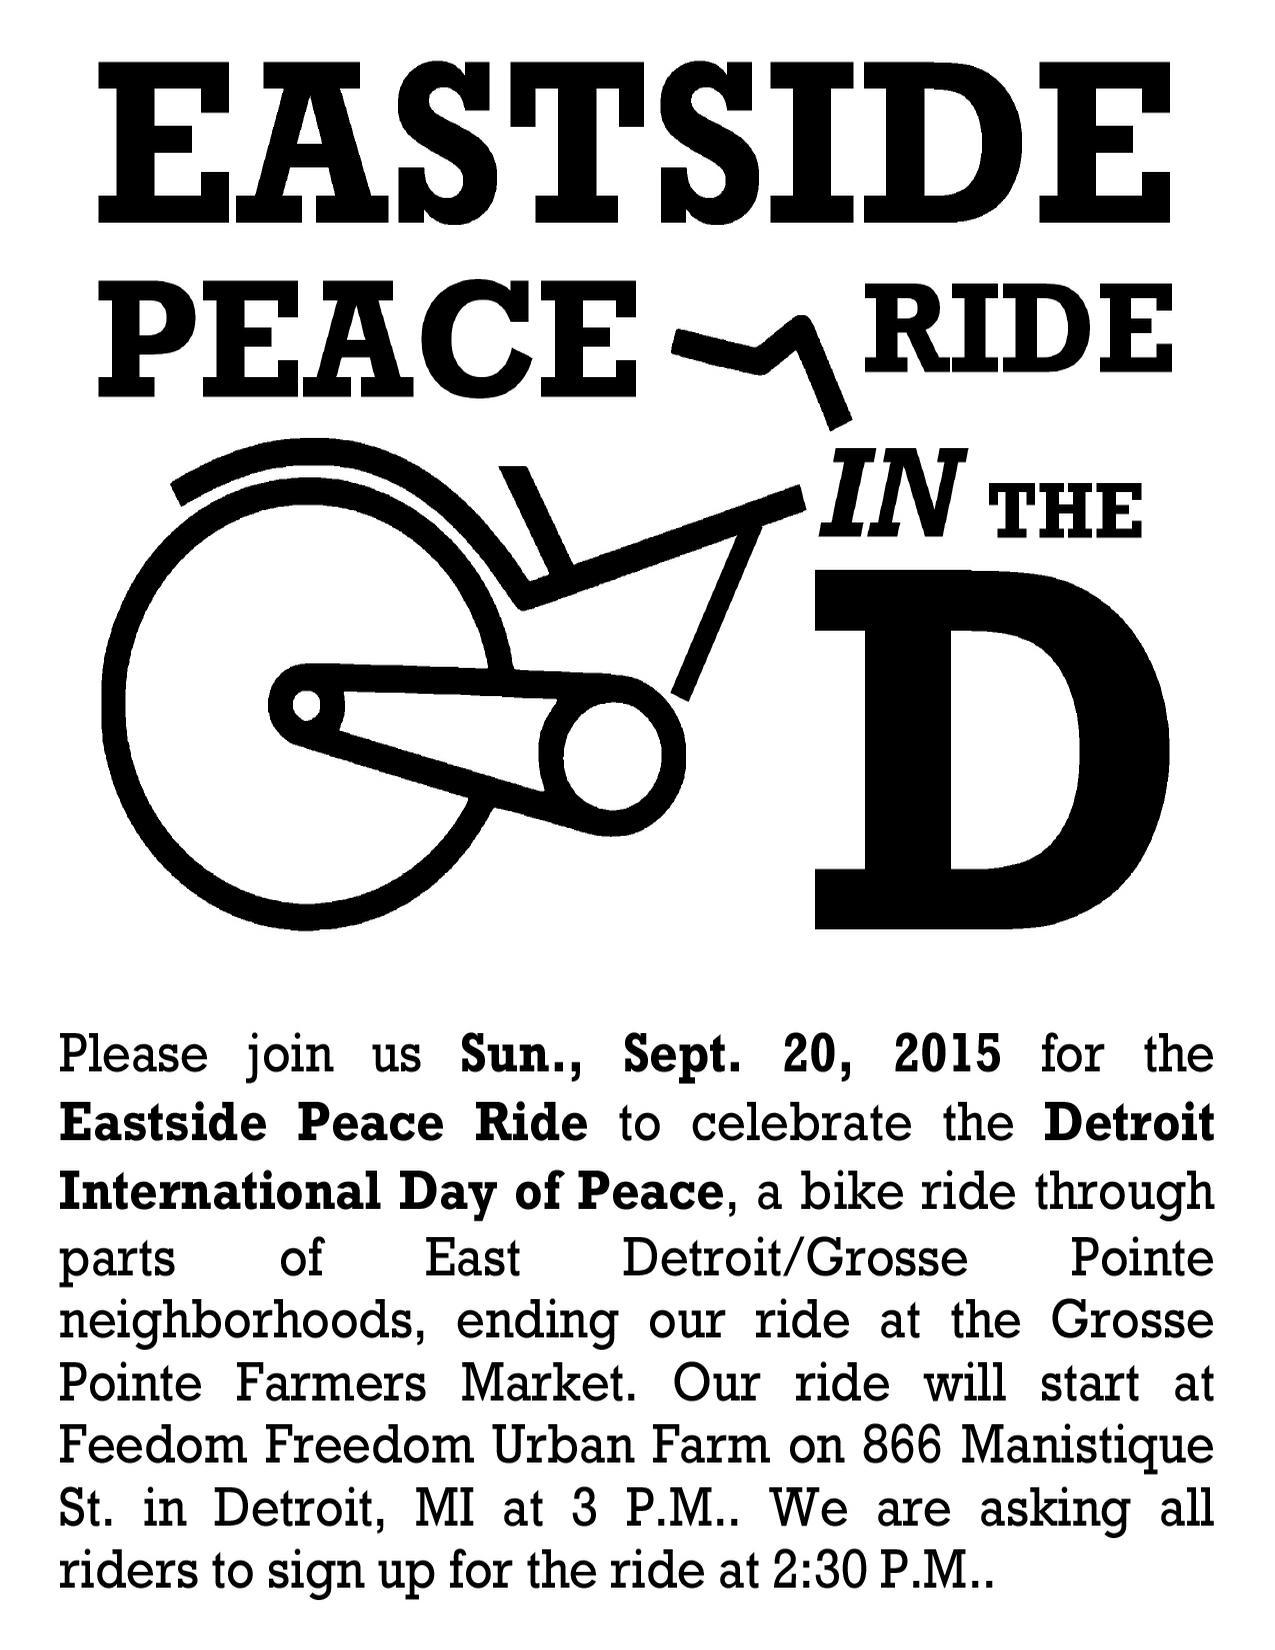 EASTSIDE
PEACE RIDE
IN THE
D
Please join us Sun., Sept. 20, 2015 for the
Eastside Peace Ride to celebrate the Detroit
International Day of Peace, a bike ride through
parts of East Detroit/Grosse Pointe
neighborhoods, ending our ride at the Grosse
Pointe Farmers Market. Our ride will start at
Feedom Freedom Urban Farm on 866 Manistique
St. in Detroit, MI at 3 P.M.. We are asking all
riders to sign up for the ride at 2:30 P.M..